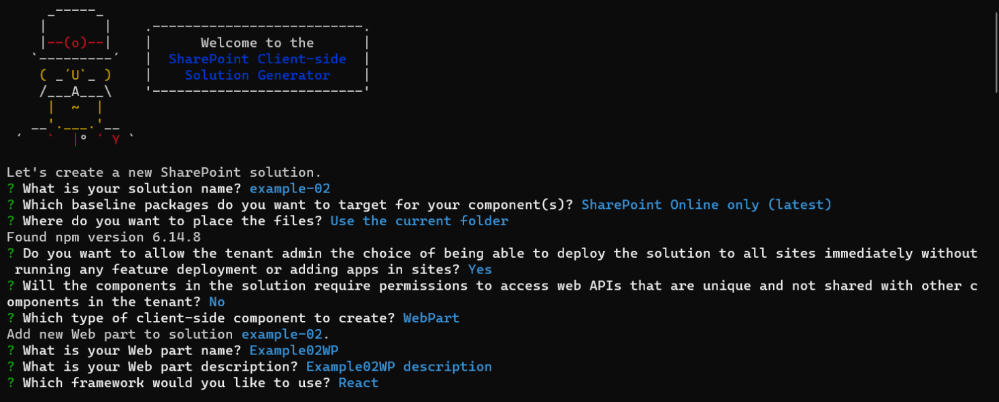 Welcome to the
SharePoint Client-side
Solution Generator
Let's create a new SharePoint solution.
? What is your solution name? example-02
? Which baseline packages do you want to target for your component(s)? SharePoint Online only (latest)
? Where do you want to place the files? Use the current folder
Found npm version 6.14.8
? Do you want to allow the tenant admin the choice of being able to deploy the solution to all sites immediately without
running any feature deployment or adding apps in sites? Yes
? Will the components in the solution require permissions to access web APIs that are unique and not shared with other c
omponents in the tenant? No
? Which type of client-side component to create? WebPart
Add new Web part to solution example-02.
? What is your Web part name? Example02WP
? What is your Web part description? Example02WP description
? Which framework would you like to use? React